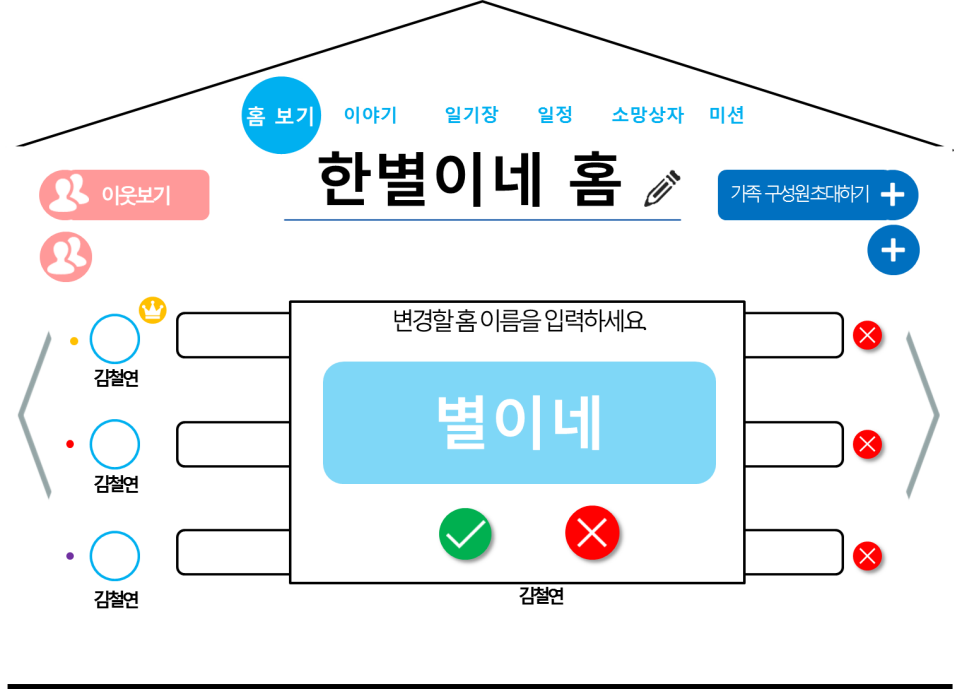 홈 보기 이야기 일기장 일정 소망상자 미션
한별이네 홈
이웃보기
가족 구성원초대하기
변경할 홈 이름을 입력하세요.
별이네
김철연
김철연
김철연
김철연